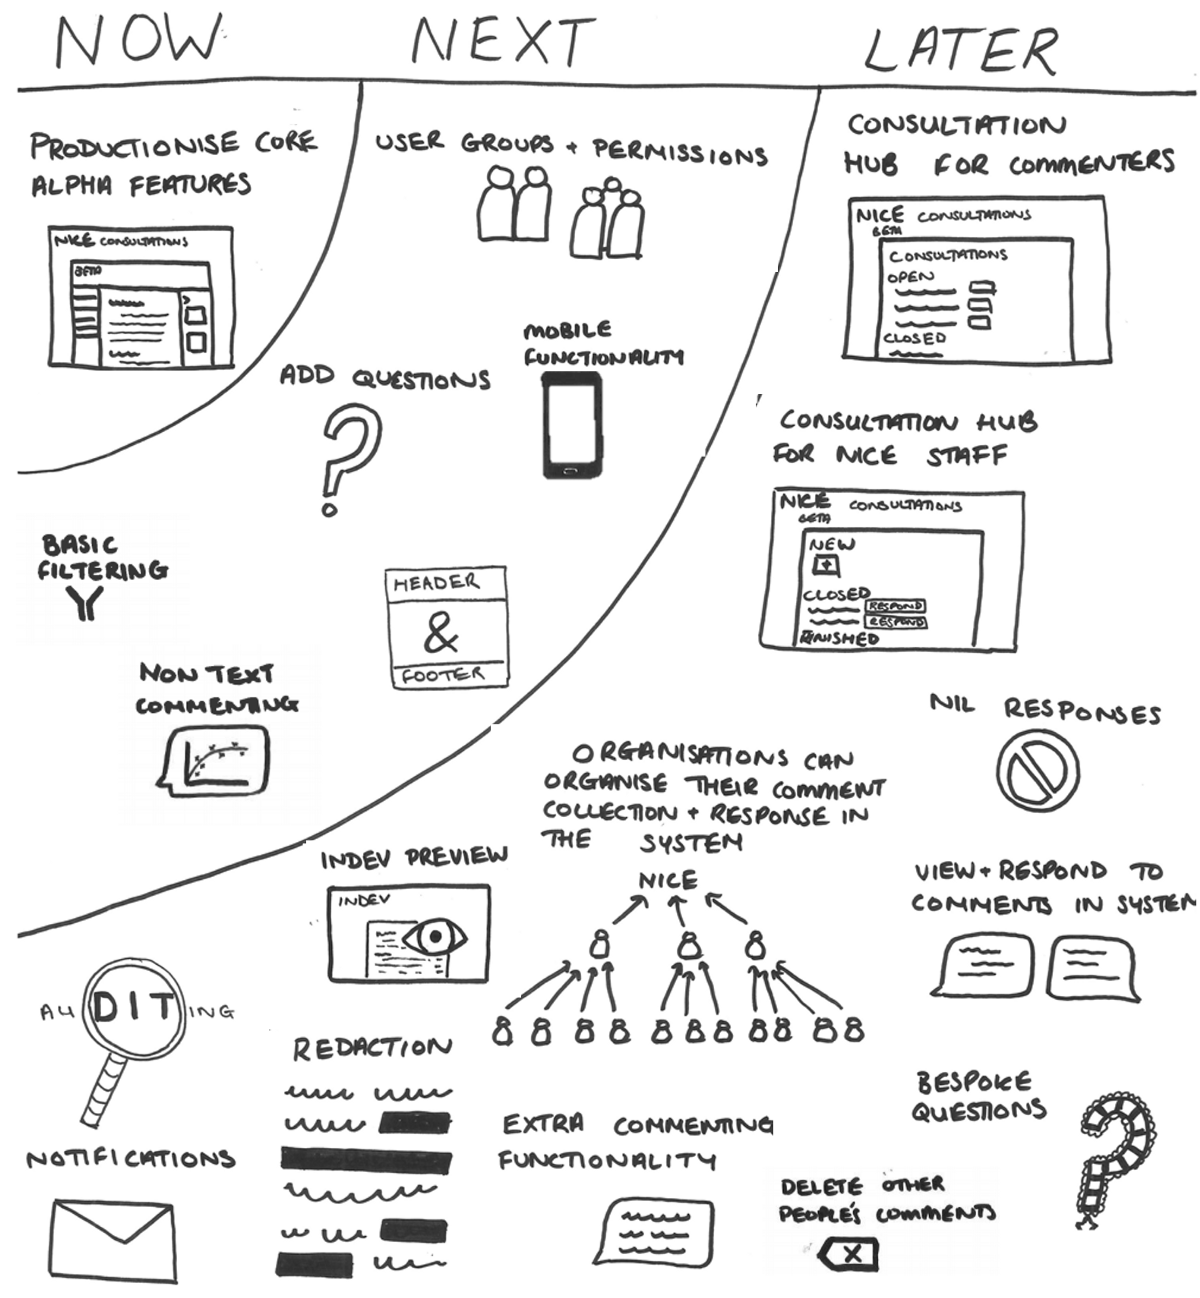 NOW
NEXT
LATER
PRODUCTIONISE CORE
ALPHA FEATURES
NICE CONSULTATIONS
BETA
USER GROUPS + PERMISSIONS
MOBILE
FUNCTIONALITY
ADD QUESTIONS
?
BASIC
FILTERING
HEADER
&
FOOTER
NON TEXT
COMMENTING
CONSULTATION
HUB FOR COMMENTERS
NICE CONSULTATIONS
BETA
CONSULTATIONS
OPEN
CLOSED
CONSULTATION HUB
FOR NICE STAFF
NICE CONSULTATIONS
BETA
NEW
+
CLOSED
RESPOND
RESPOND
FINISHED
NIL RESPONSES
ORGANISATIONS CAN
ORGANISE THEIR COMMENT
COLLECTION + RESPONSE IN
THE SYSTEM
NICE
INDEV PREVIEW
INDEV
VIEW + RESPOND TO
COMMENTS IN SYSTEM
AUDITING
REDACTION
NOTIFICATIONS
EXTRA COMMENTING
FUNCTIONALITY
BESPOKE
QUESTIONS
?
DELETE OTHER
PEOPLE'S COMMENTS
X